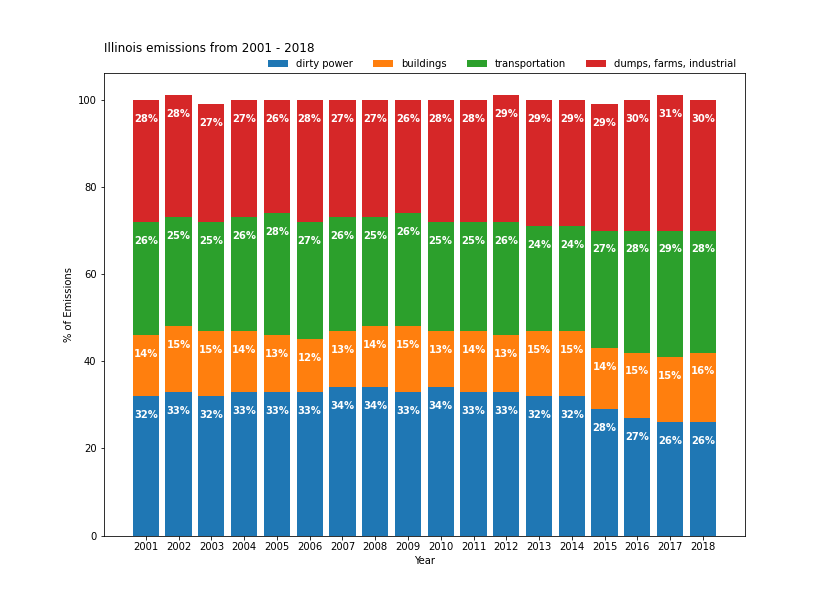 Illinois emissions from 2001 - 2018
dirty power buildings transportation dumps, farms, industrial
100
28% 28% 27% 27% 26% 28% 27% 27% 26% 28% 28% 29% 29% 29% 29% 30% 31% 30%
80
26% 25% 25% 26% 28% 27% 26% 25% 26% 25% 25% 26% 24% 24% 27% 28% 29% 28%
60
% of Emissions
14% 15% 15% 14% 13% 12% 13% 14% 15% 13% 14% 13% 15% 15% 14% 15% 15% 16%
40
32% 33% 32% 33% 33% 33% 34% 34% 33% 34% 33% 33% 32% 32% 28% 27% 26% 26%
20
0
2001 2002 2003 2004 2005 2006 2007 2008 2009 2010 2011 2012 2013 2014 2015 2016 2017 2018
Year